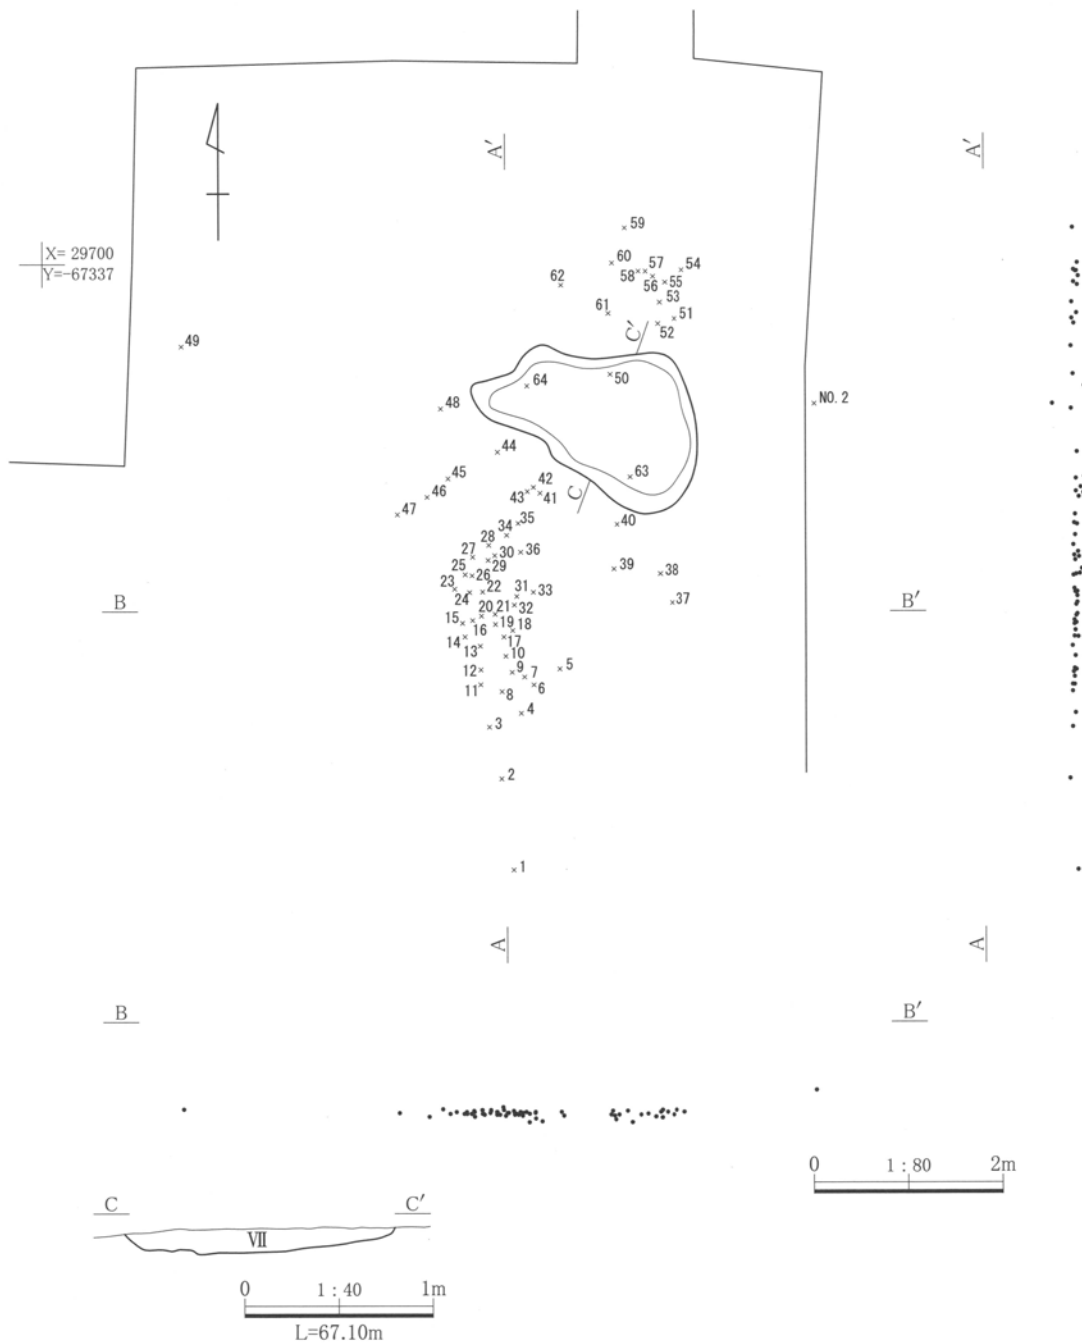 A′ A′
59
X= 29700
Y=-67337
60 57 54
62 58 56 55
53
61 51
52
49 C′
64 50
48 NO. 2
44
45 42 63
46 43 41 C
47
34 35 40
28
27 30 36
25 29 39 38
26
23 22 31 33
24 37
B 20 21 32 B′
15 19 18
14 16 17
13 10
12 9 7 5
11 8 6
4
3
2
1
A A
B B′
0 1 : 80 2m
C C′
Ⅶ
0 1 : 40 1m
L=67.10m